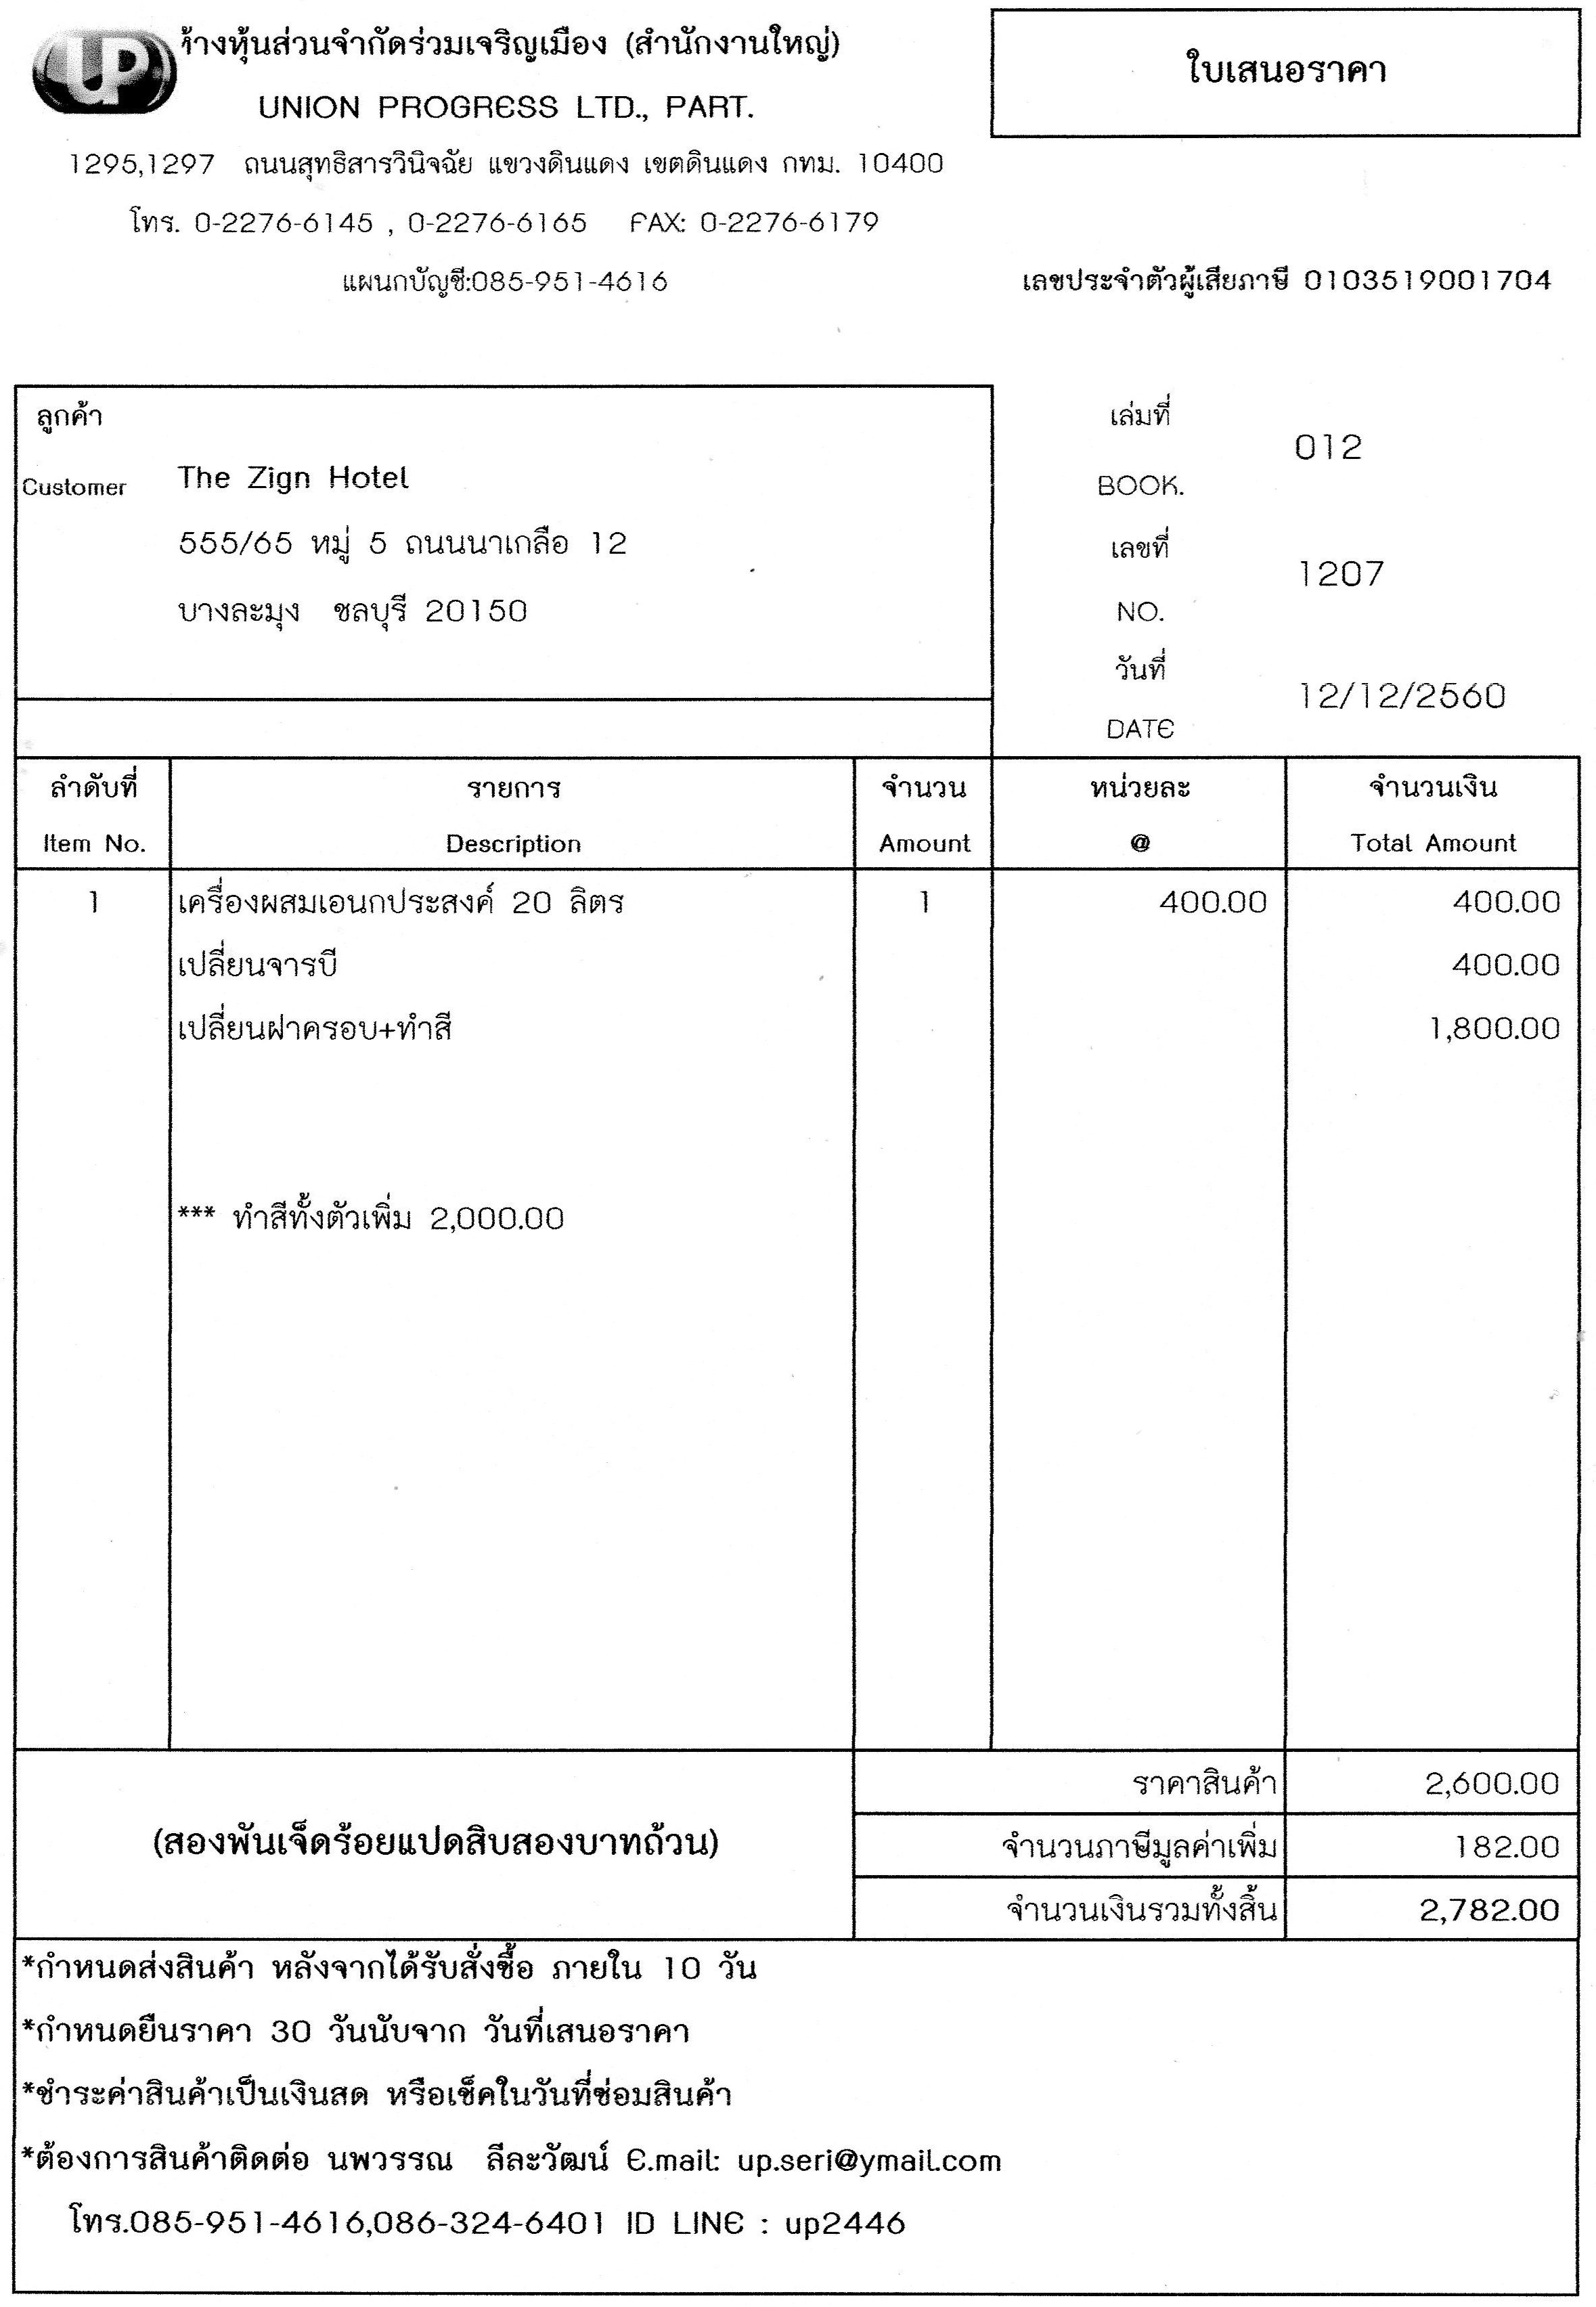 UP
ห้างหุ้นส่วนจำกัดร่วมเจริญเมือง (สำนักงานใหญ่)
ใบเสนอราคา
UNION PROGRESS LTD., PART.
1295,1297 ถนนสุทธิสารวินิจฉัย แขวงดินแดง เขตดินแดง กทม. 10400
โทร. 0-2276-6145 , 0-2276-6165 FAX: 0-2276-6179
แผนกบัญชี:085-951-4616 เลขประจำตัวผู้เสียภาษี 0103519001704
ลูกค้า
Customer The Zign Hotel
555/65 หมู่ 5 ถนนนาเกลือ 12
บางละมุง ชลบุรี 20150
เล่มที่
BOOK. 012
เลขที่
NO. 1207
วันที่
DATE 12/12/2560
ลำดับที่ รายการ จำนวน หน่วยละ จำนวนเงิน
Item No. Description Amount @ Total Amount
1 เครื่องผสมเอนกประสงค์ 20 ลิตร 1 400.00 400.00
เปลี่ยนจารบี 400.00
เปลี่ยนฝาครอบ+ทำสี 1,800.00
*** ทำสีทั้งตัวเพิ่ม 2,000.00
ราคาสินค้า 2,600.00
(สองพันเจ็ดร้อยแปดสิบสองบาทถ้วน) จำนวนภาษีมูลค่าเพิ่ม 182.00
จำนวนเงินรวมทั้งสิ้น 2,782.00
*กำหนดส่งสินค้า หลังจากได้รับสั่งซื้อ ภายใน 10 วัน
*กำหนดยืนราคา 30 วันนับจาก วันที่เสนอราคา
*ชำระค่าสินค้าเป็นเงินสด หรือเช็คในวันที่ซ่อมสินค้า
*ต้องการสินค้าติดต่อ นพวรรณ ลีละวัฒน์ E.mail: up.seri@ymail.com
โทร.085-951-4616,086-324-6401 ID LINE : up2446